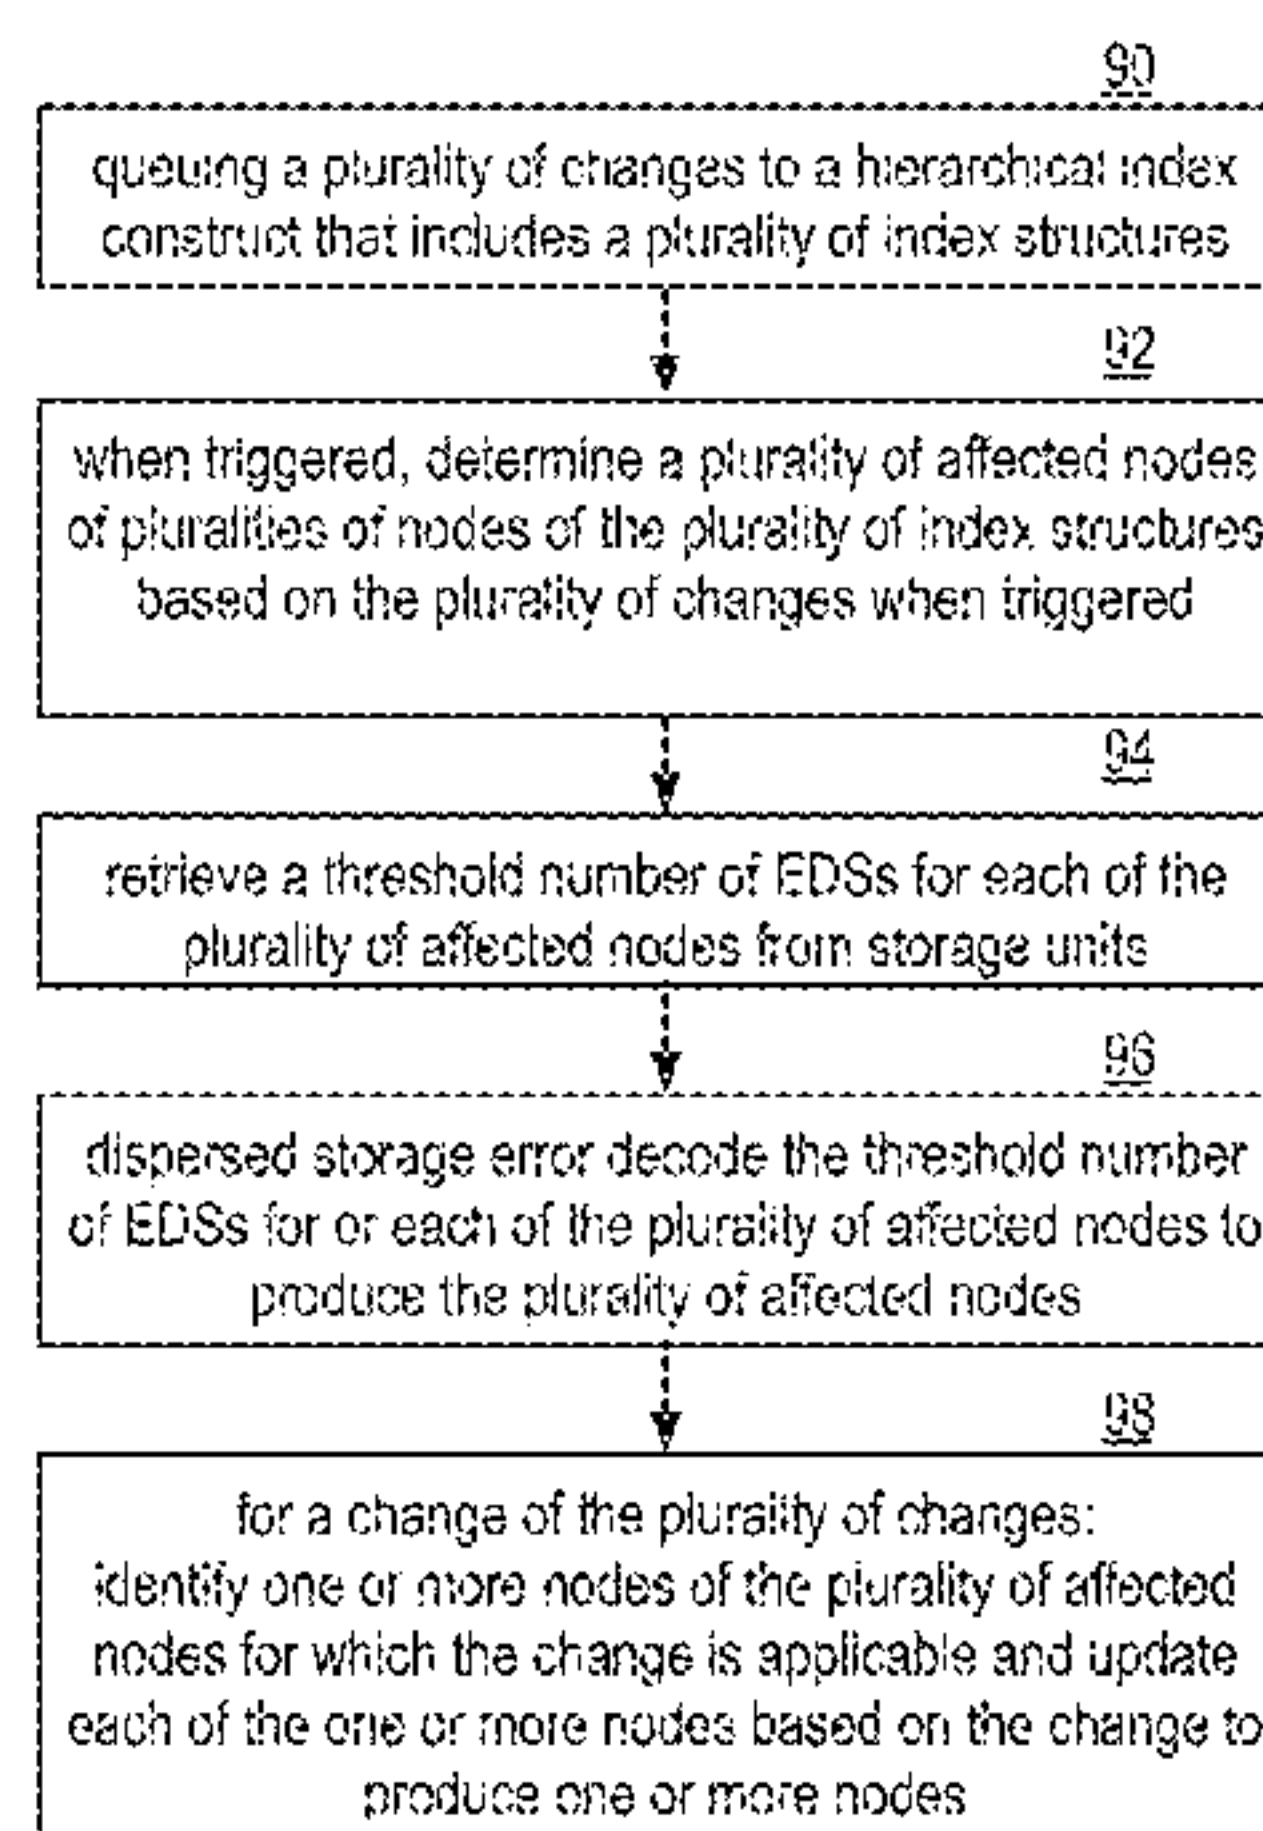 90
queuing a plurality of changes to a hierarchical index
construct that includes a plurality of index structures
92
when triggered, determine a plurality of affected nodes
of pluralities of nodes of the plurality of index structures
based on the plurality of changes when triggered
94
retrieve a threshold number of EDSs for each of the
plurality of affected nodes from storage units
96
dispersed storage error decode the threshold number
of EDSs for or each of the plurality of affected nodes to
produce the plurality of affected nodes
98
for a change of the plurality of changes:
identify one or more nodes of the plurality of affected
nodes for which the change is applicable and update
each of the one or more nodes based on the change to
produce one or more nodes